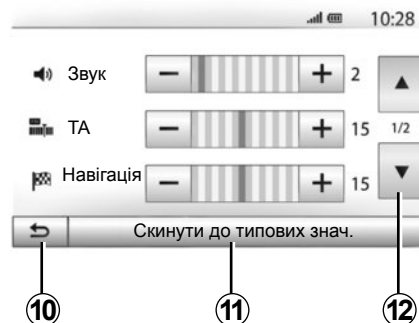 10:28
Звук − + 2
TA − + 15 1/2
Навігація − + 15
Скинути до типових знач.
10 11 12